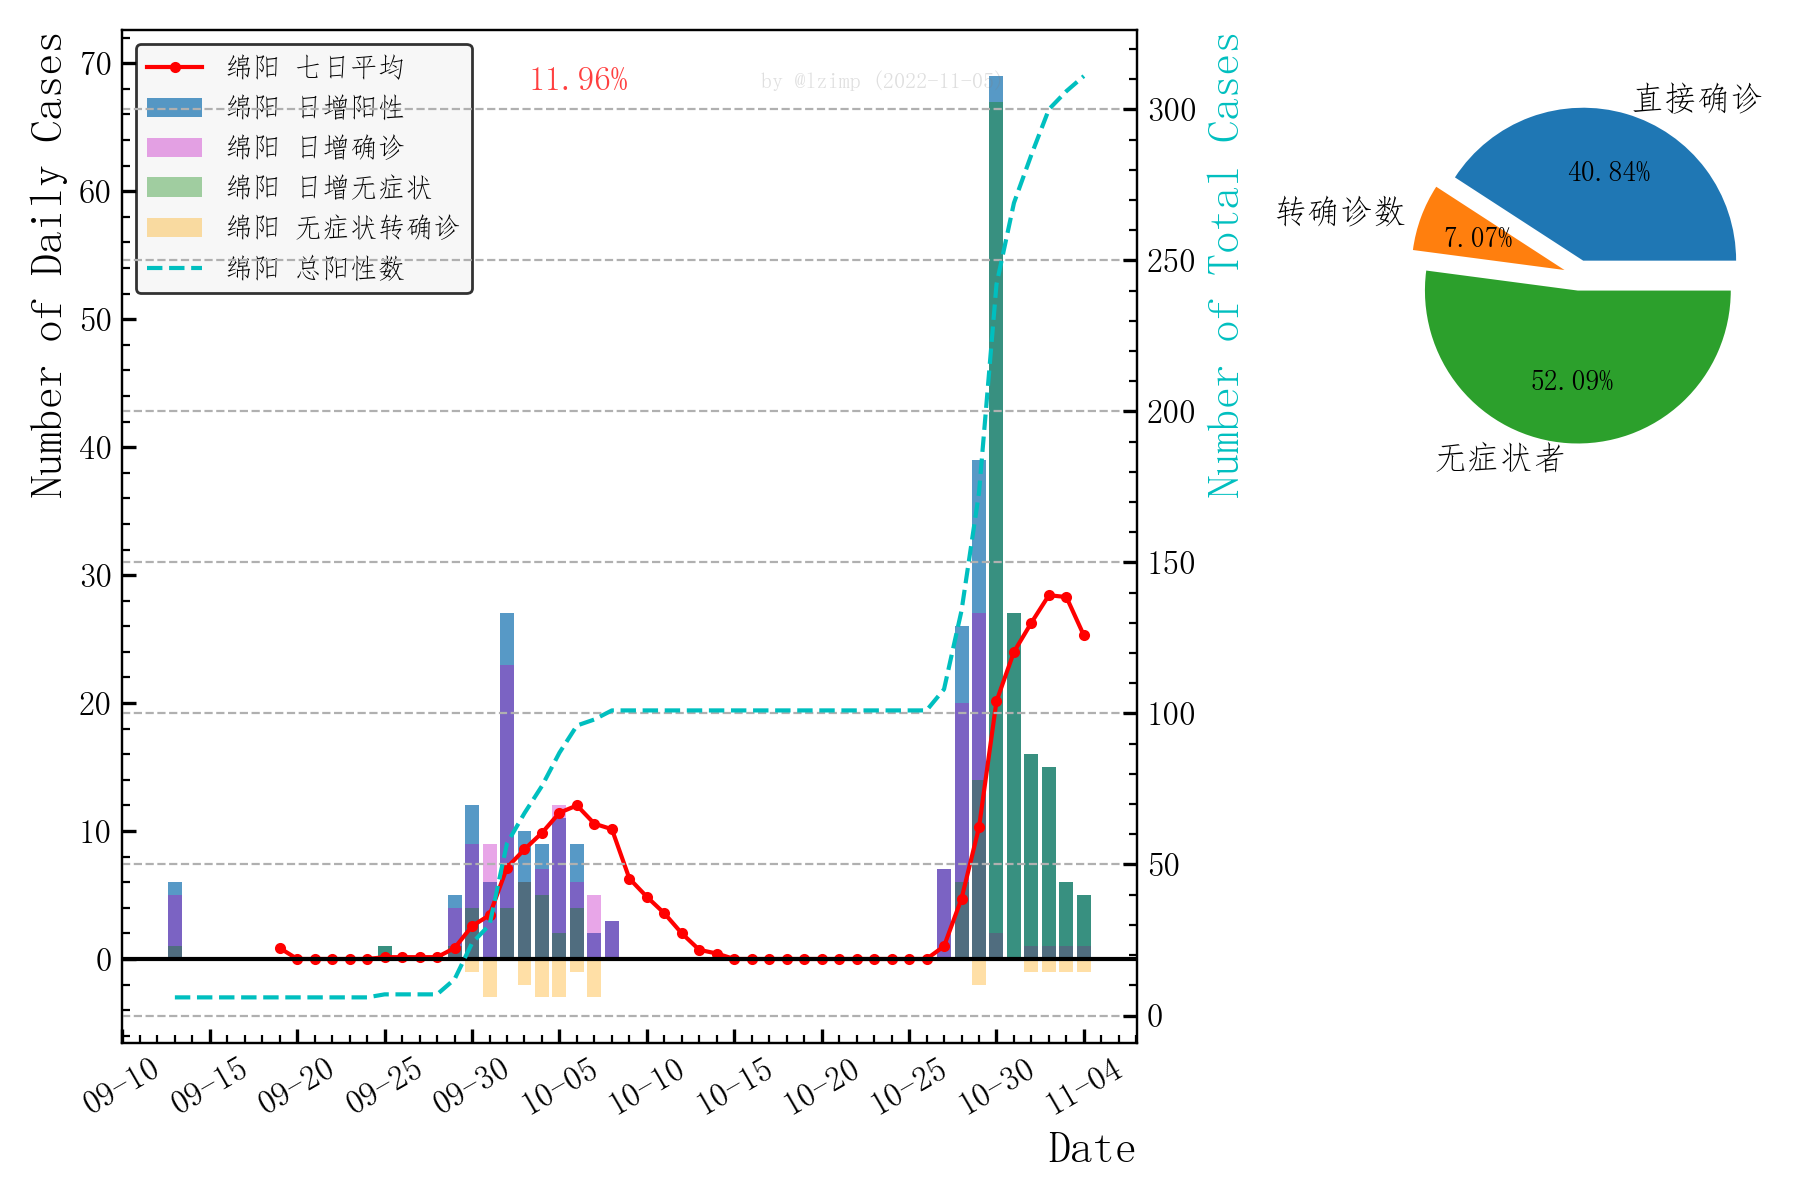 Number of Daily Cases
70
60
50
40
30
20
10
0
绵阳 七日平均
绵阳 日增阳性
绵阳 日增确诊
绵阳 日增无症状
绵阳 无症状转确诊
绵阳 总阳性数
11.96%
by @lzimp (2022-11-05)
300
250
200
150
100
50
0
Number of Total Cases
09-10
09-15
09-20
09-25
09-30
10-05
10-10
10-15
10-20
10-25
10-30
11-04
Date
直接确诊
40.84%
转确诊数
7.07%
52.09%
无症状者